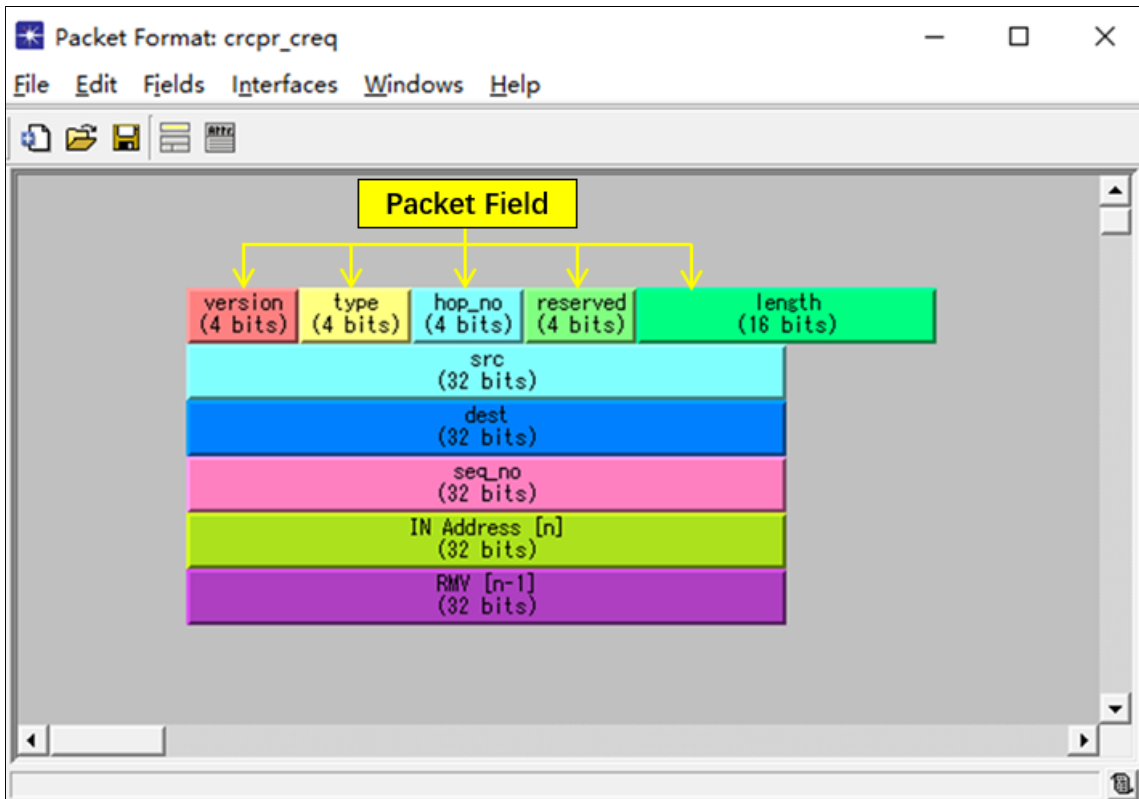 Packet Format: crcpr_creq
File Edit Fields Interfaces Windows Help
Attr.
Packet Field
version type hop_no reserved length
(4 bits) (4 bits) (4 bits) (4 bits) (16 bits)
src
(32 bits)
dest
(32 bits)
seq_no
(32 bits)
IN Address [n]
(32 bits)
RMV [n-1]
(32 bits)